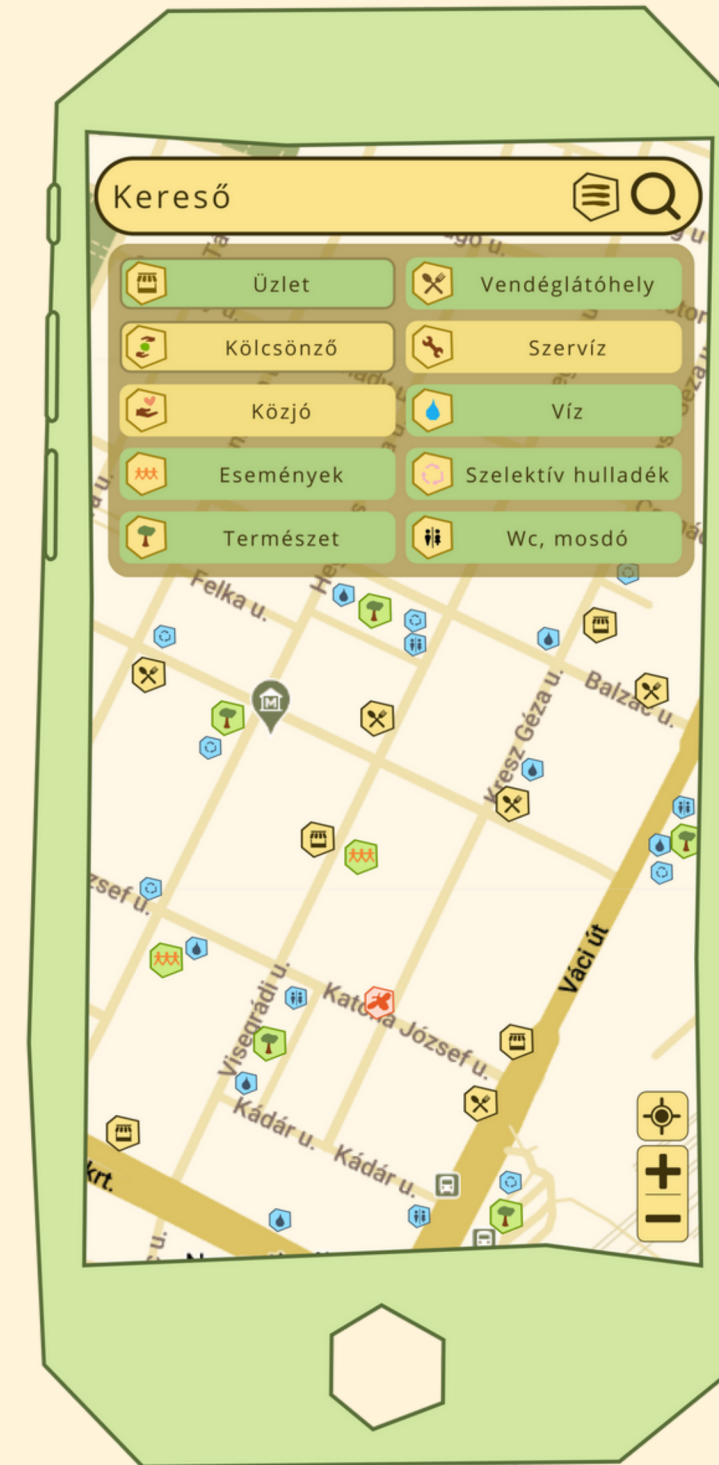 Kereső
Üzlet
Vendéglátóhely
Kölcsönző
Szervíz
Közjó
Víz
Események
Szelektív hulladék
Természet
Wc, mosdó
Felka u.
Balzac u.
Kresz Géza u.
Váci út
zsef u.
Visegrádi u.
Katona József u.
Kádár u.
Kádár u.
krt.
u.